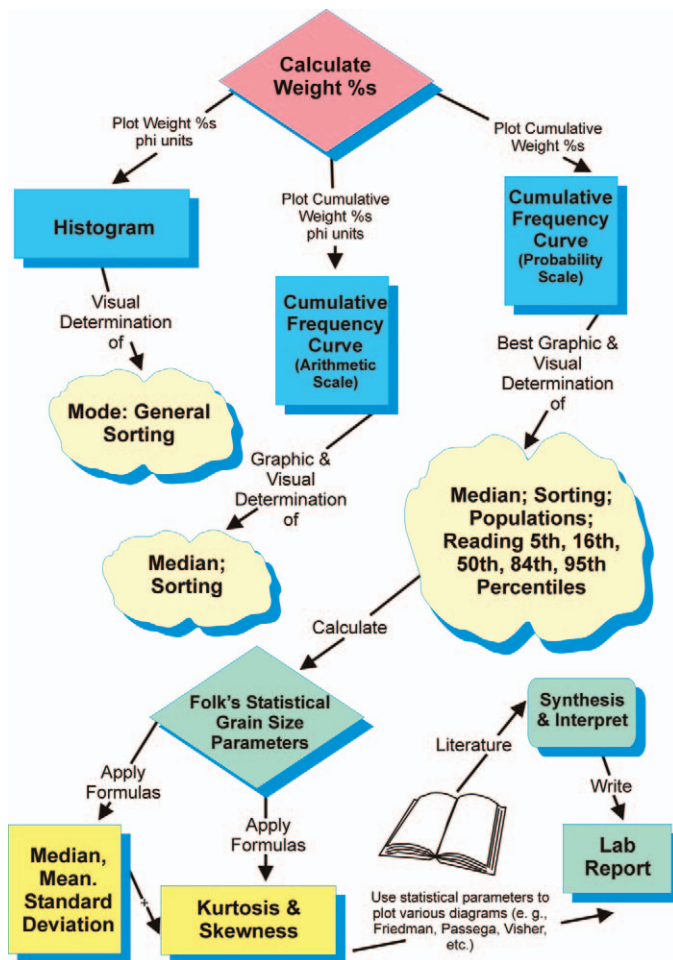 Calculate
Weight %s
Plot Weight %s
phi units
Plot Cumulative
Weight %s
phi units
Plot Cumulative
Weight %s
Histogram
Cumulative
Frequency
Curve
(Arithmetic
Scale)
Cumulative
Frequency
Curve
(Probability
Scale)
Visual
Determination
of
Mode: General
Sorting
Graphic &
Visual
Determination
of
Median;
Sorting
Best Graphic &
Visual
Determination
of
Median; Sorting;
Populations;
Reading 5th, 16th,
50th, 84th, 95th
Percentiles
Calculate
Folk's Statistical
Grain Size
Parameters
Apply
Formulas
Apply
Formulas
Median,
Mean.
Standard
Deviation
+
Kurtosis &
Skewness
Literature
Synthesis
& Interpret
Write
Lab
Report
Use statistical parameters to
plot various diagrams (e. g.,
Friedman, Passega, Visher,
etc.)